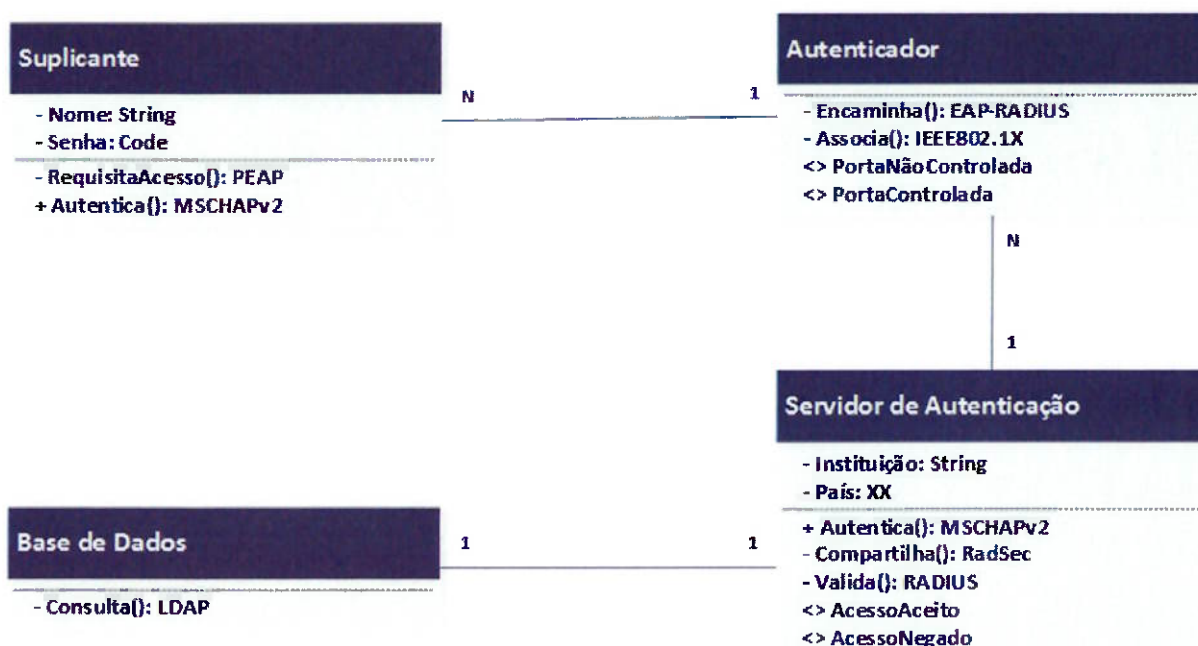 Suplicante
- Nome: String
- Senha: Code
- RequisitaAcesso(): PEAP
+ Autentica(): MSCHAPv2
N
1
Autenticador
- Encaminha(): EAP-RADIUS
- Associa(): IEEE802.1X
<> PortaNãoControlada
<> PortaControlada
N
1
Servidor de Autenticação
- Instituição: String
- País: XX
+ Autentica(): MSCHAPv2
- Compartilha(): RadSec
- Valida(): RADIUS
<> AcessoAceito
<> AcessoNegado
Base de Dados
- Consulta(): LDAP
1
1